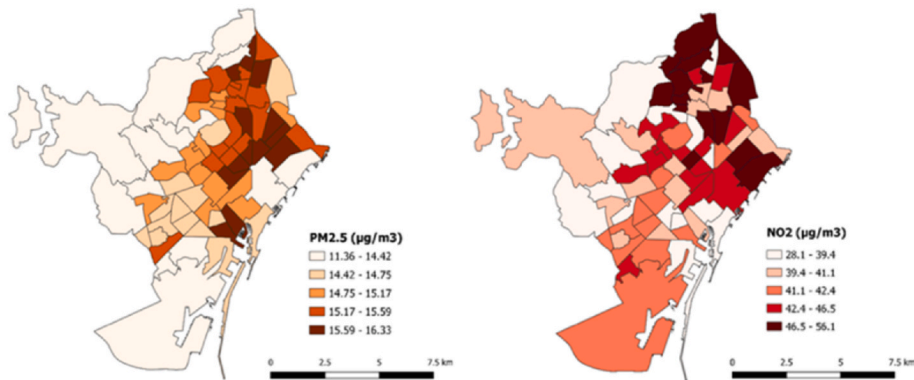 PM2.5 (µg/m3)
11.36 - 14.42
14.42 - 14.75
14.75 - 15.17
15.17 - 15.59
15.59 - 16.33
0 2.5 5 7.5 km
NO2 (µg/m3)
28.1 - 39.4
39.4 - 41.1
41.1 - 42.4
42.4 - 46.5
46.5 - 56.1
0 2.5 5 7.5 km